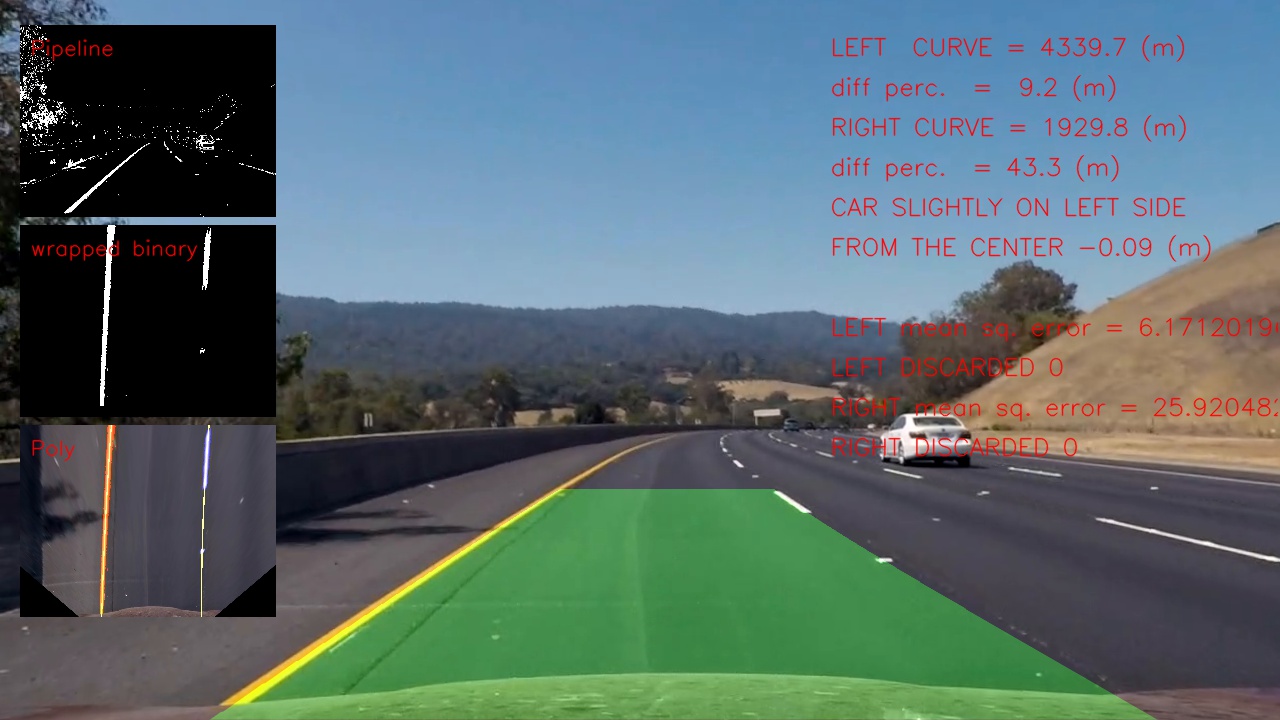 Pipeline
wrapped binary
Poly
LEFT CURVE = 4339.7 (m)
diff perc. = 9.2 (m)
RIGHT CURVE = 1929.8 (m)
diff perc. = 43.3 (m)
CAR SLIGHTLY ON LEFT SIDE
FROM THE CENTER -0.09 (m)
LEFT mean sq. error = 6.1712019
LEFT DISCARDED 0
RIGHT mean sq. error = 25.92048
RIGHT DISCARDED 0